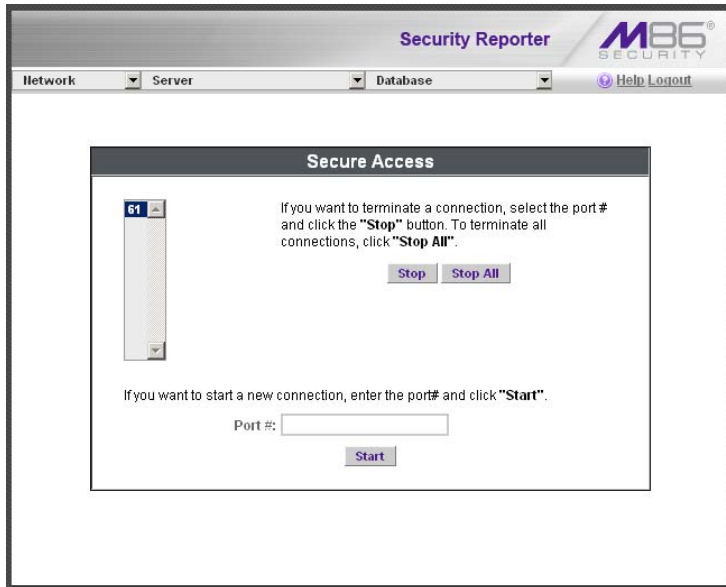 Security Reporter
M86®
SECURITY
Network Server Database Help Logout
Secure Access
61
If you want to terminate a connection, select the port #
and click the "Stop" button. To terminate all
connections, click "Stop All".
Stop Stop All
If you want to start a new connection, enter the port# and click "Start".
Port #:
Start